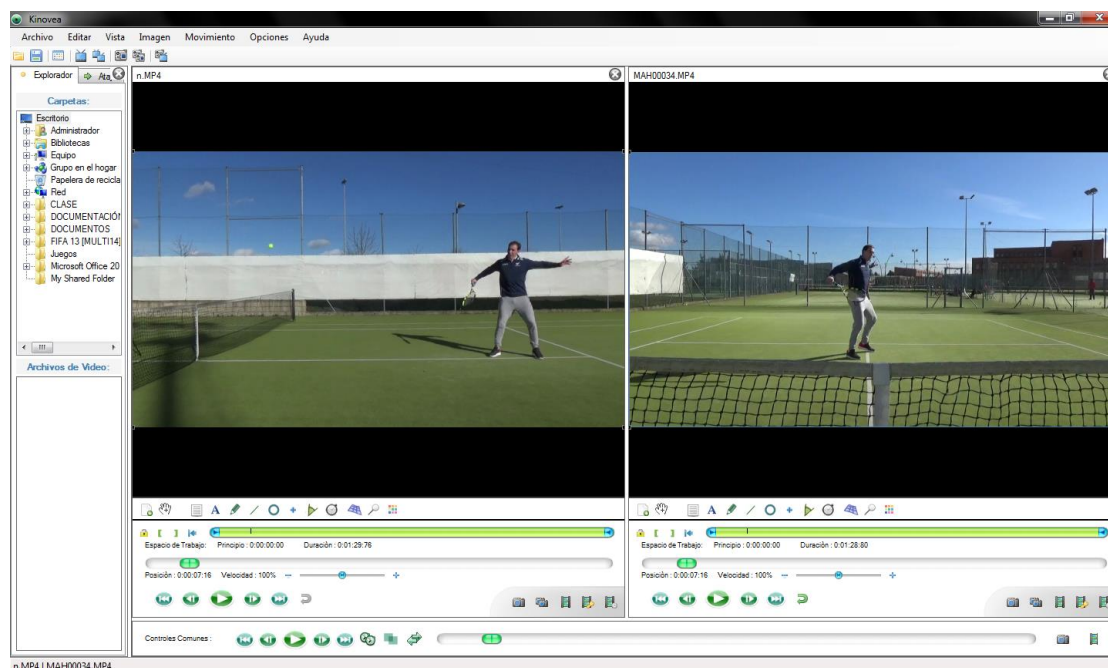 Kinovea
Archivo Editar Vista Imagen Movimiento Opciones Ayuda
Explorador Ata
Carpetas:
Escritorio
Administrador
Bibliotecas
Equipo
Grupo en el hogar
Papelera de recicla
Red
CLASE
DOCUMENTACIÓN
DOCUMENTOS
FIFA 13 [MULTI14]
Juegos
Microsoft Office 20
My Shared Folder
Archivos de Video:
n.MP4
Espacio de Trabajo: Principio : 0:00:00:00 Duración : 0:01:29:76
Posición : 0:00:07:16 Velocidad : 100%
MAH00034.MP4
Espacio de Trabajo: Principio : 0:00:00:00 Duración : 0:01:28:80
Posición : 0:00:07:16 Velocidad : 100%
Controles Comunes :
n.MP4 | MAH00034.MP4